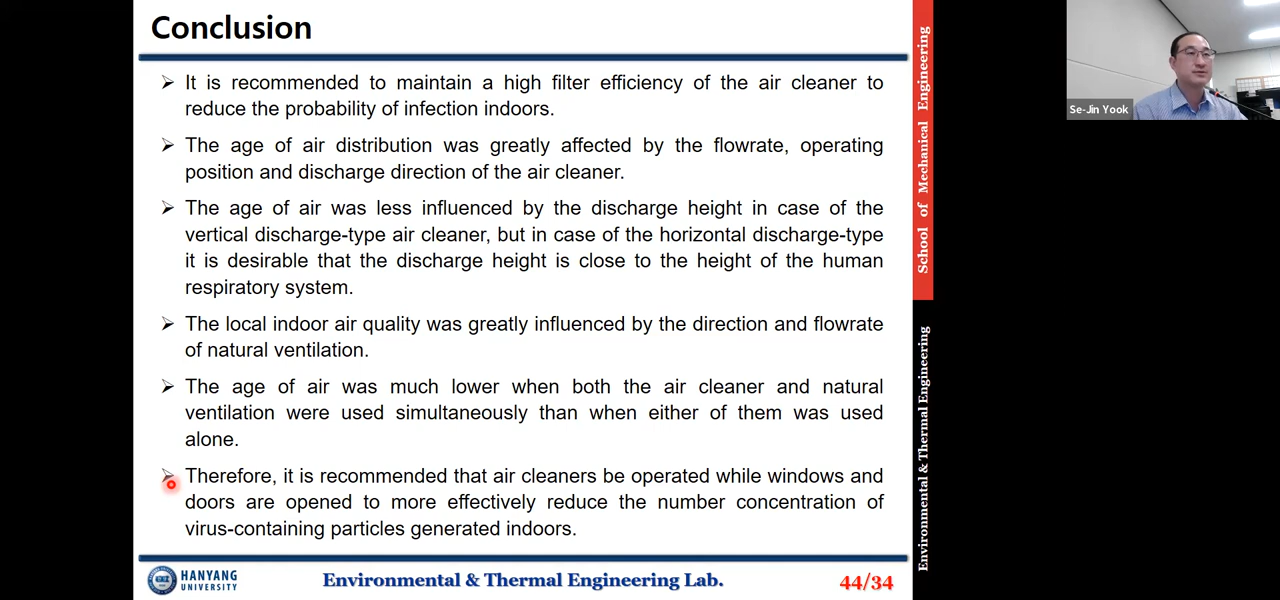 Conclusion
➢ It is recommended to maintain a high filter efficiency of the air cleaner to
reduce the probability of infection indoors.
➢ The age of air distribution was greatly affected by the flowrate, operating
position and discharge direction of the air cleaner.
➢ The age of air was less influenced by the discharge height in case of the
vertical discharge-type air cleaner, but in case of the horizontal discharge-type
it is desirable that the discharge height is close to the height of the human
respiratory system.
➢ The local indoor air quality was greatly influenced by the direction and flowrate
of natural ventilation.
➢ The age of air was much lower when both the air cleaner and natural
ventilation were used simultaneously than when either of them was used
alone.
➢ Therefore, it is recommended that air cleaners be operated while windows and
doors are opened to more effectively reduce the number concentration of
virus-containing particles generated indoors.
HANYANG
UNIVERSITY
Environmental & Thermal Engineering Lab.
44/34
School of Mechanical Engineering
Environmental & Thermal Engineering
Se-Jin Yook